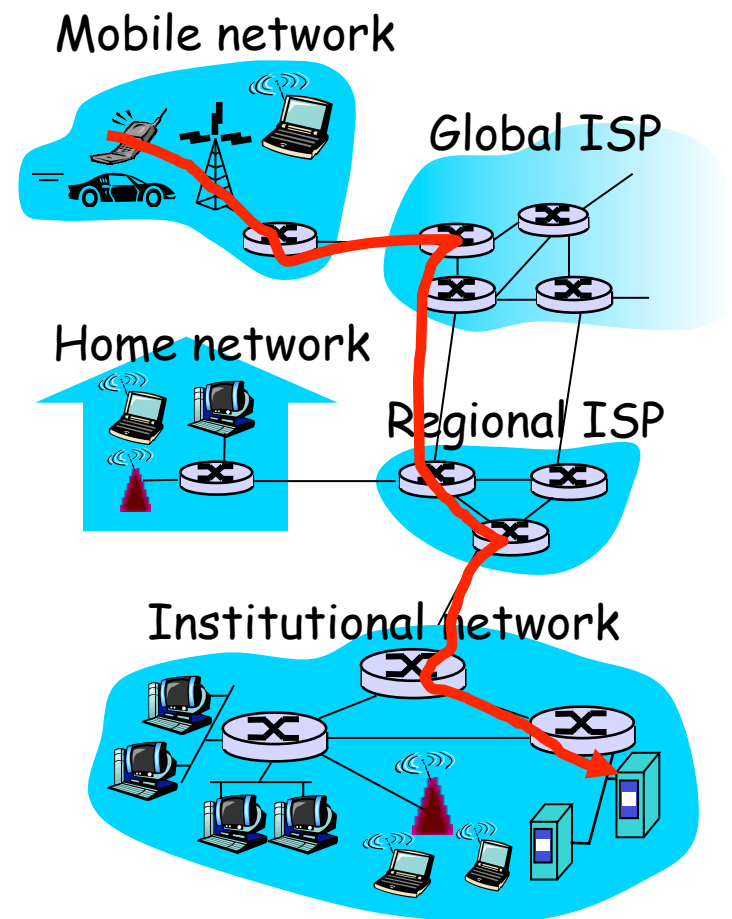 Mobile network
Global ISP
Home network
Regional ISP
Institutional network